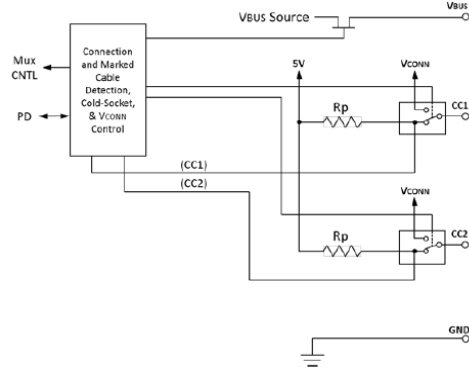 VBUS
VBUS Source
Connection
and Marked
Cable
Detection,
Cold-Socket,
& VCONN
Control
Mux
CNTL
PD
5V
VCONN
Rp
CC1
(CC1)
(CC2)
VCONN
Rp
CC2
GND